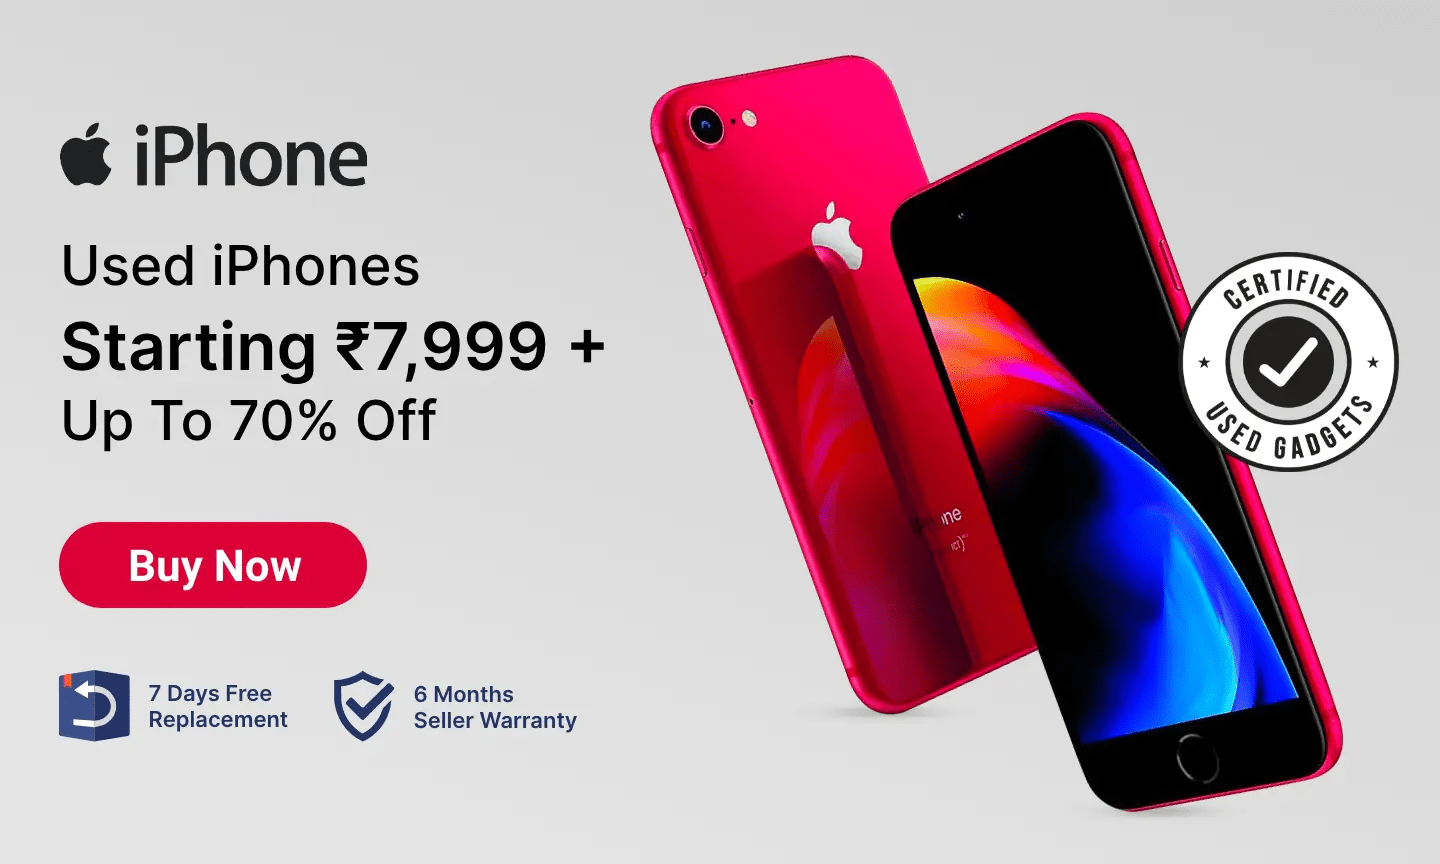 iPhone
Used iPhones
Starting ₹7,999 +
Up To 70% Off
Buy Now
7 Days Free
Replacement
6 Months
Seller Warranty
CERTIFIED
USED GADGETS